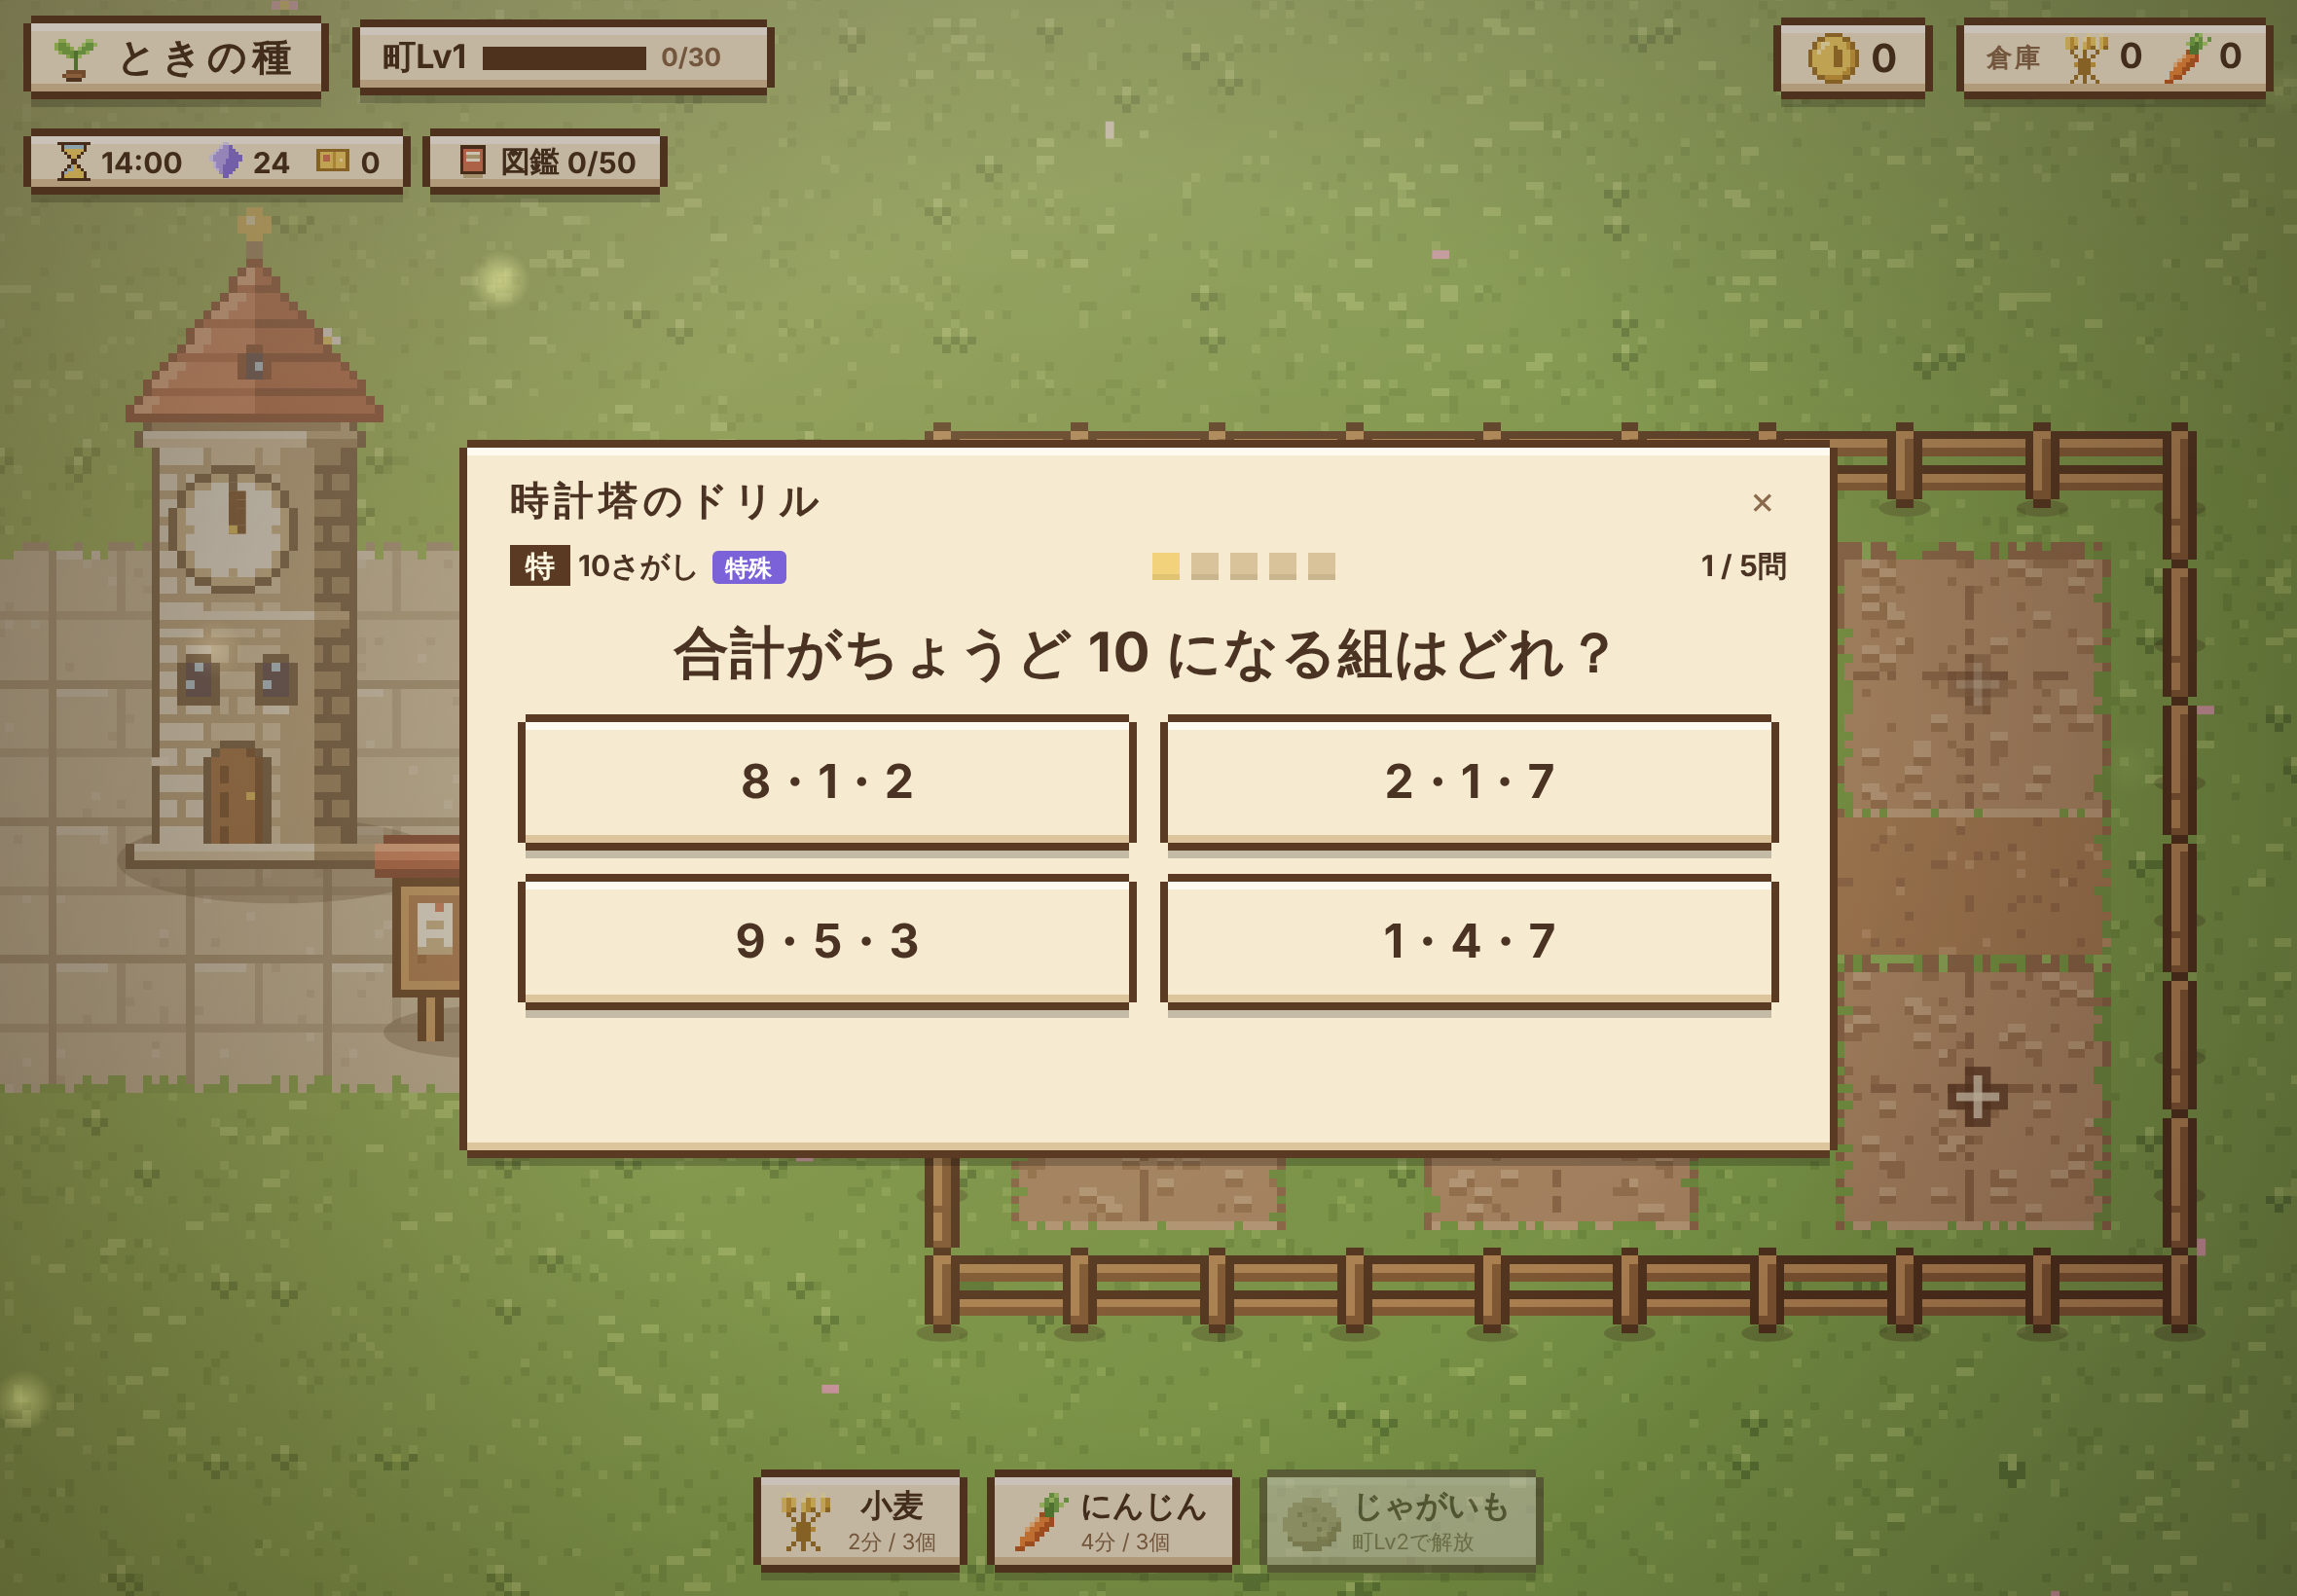 ときの種
町Lv1 0/30
0
倉庫 0 0
14:00 24 0
図鑑 0/50
時計塔のドリル
×
特 10さがし 特殊
1 / 5問
合計がちょうど 10 になる組はどれ？
8・1・2
2・1・7
9・5・3
1・4・7
小麦
2分 / 3個
にんじん
4分 / 3個
じゃがいも
町Lv2で解放